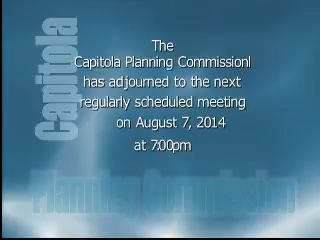 Capitola
The
Capitola Planning Commissionl
has adjourned to the next
regularly scheduled meeting
on August 7, 2014
at 7:00pm
Planning Commission